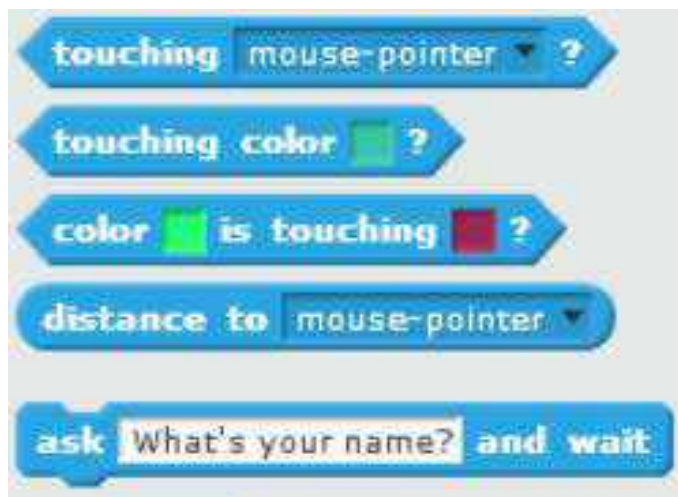 touching mouse-pointer ?
touching color ?
color is touching ?
distance to mouse-pointer
ask What's your name? and wait